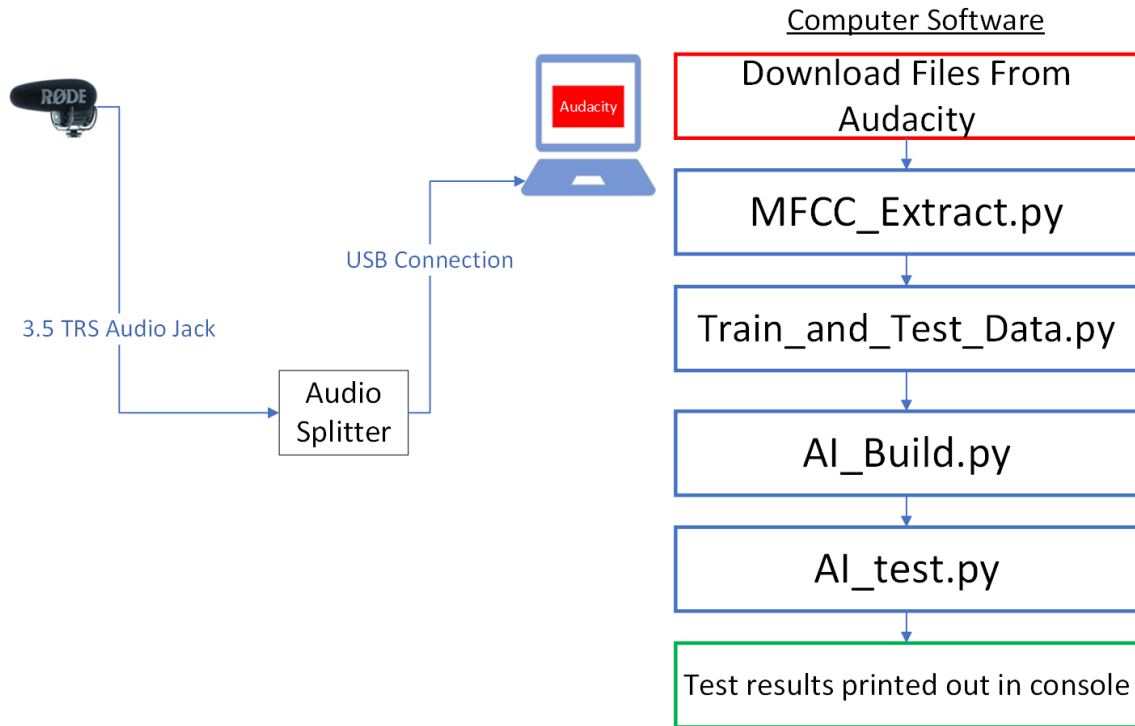 Computer Software
RØDE
Audacity
Download Files From
Audacity
MFCC_Extract.py
USB Connection
3.5 TRS Audio Jack
Train_and_Test_Data.py
Audio
Splitter
AI_Build.py
AI_test.py
Test results printed out in console